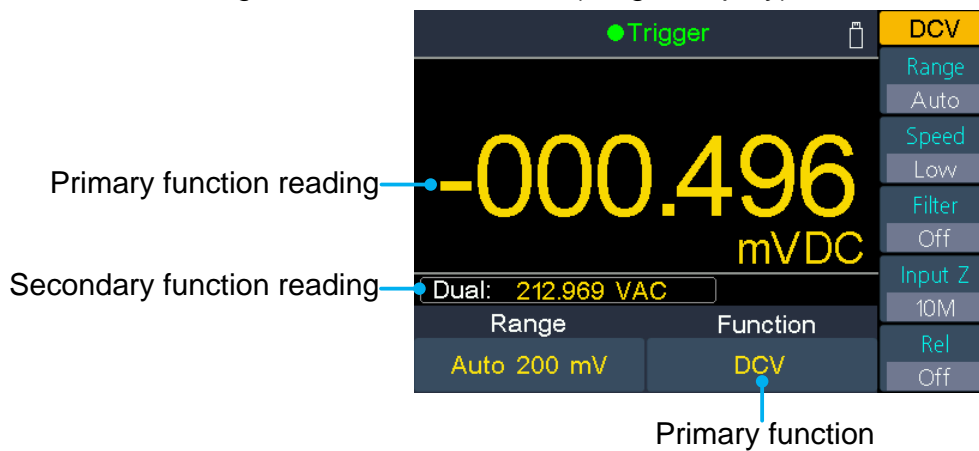 Trigger
DCV
Range
Auto
Speed
Low
Filter
Off
Input Z
10M
Rel
Off
Primary function reading
-000.496
mVDC
Secondary function reading
Dual: 212.969 VAC
Range Function
Auto 200 mV DCV
Primary function